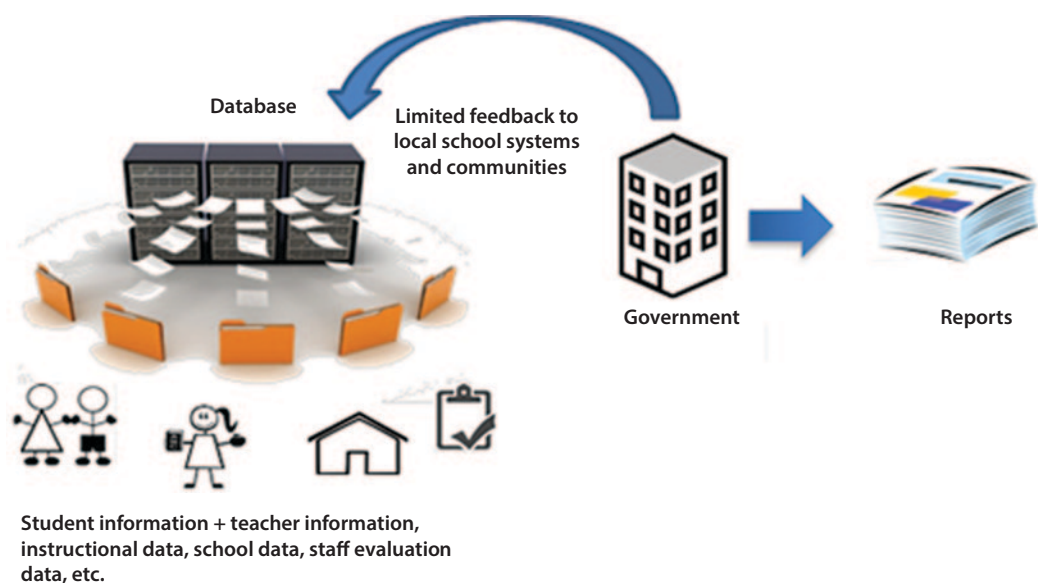 Database
Limited feedback to
local school systems
and communities
Government
Reports
Student information + teacher information,
instructional data, school data, staff evaluation
data, etc.